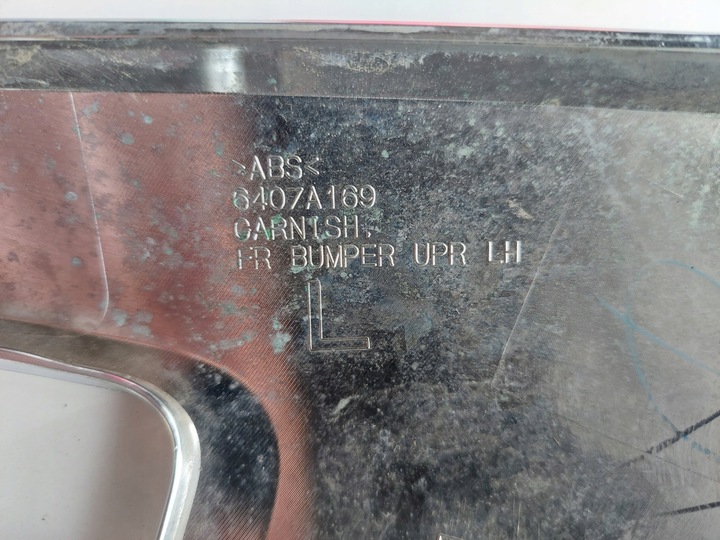 >ABS<
6407A169
GARNISH,
FR BUMPER UPR LH
L